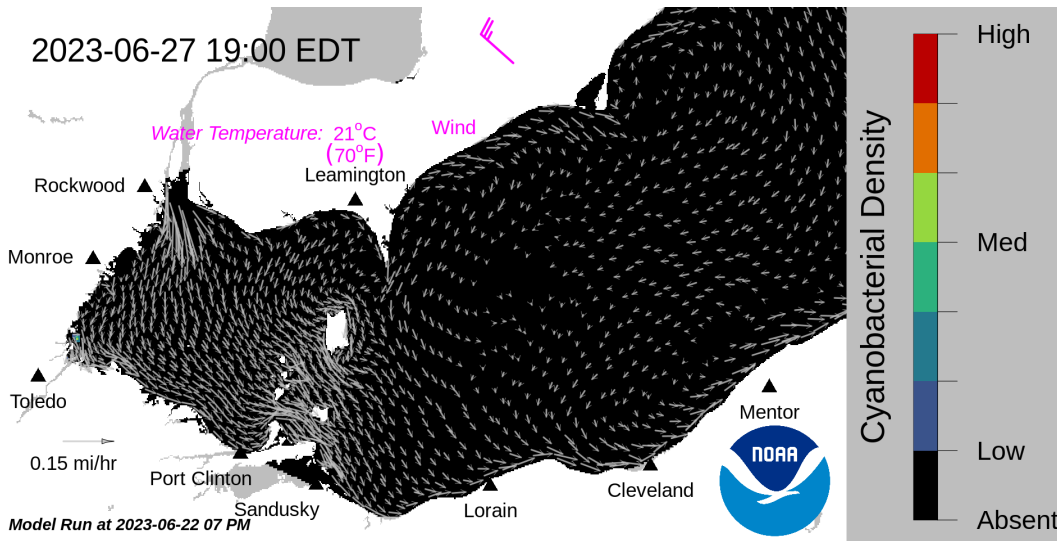 2023-06-27 19:00 EDT
High
Water Temperature: 21°C
(70°F)
Wind
Leamington
Rockwood
Cyanobacterial Density
Monroe
Med
Toledo
Mentor
NOAA
0.15 mi/hr
Port Clinton
Low
Cleveland
Sandusky
Lorain
Model Run at 2023-06-22 07 PM
Absent